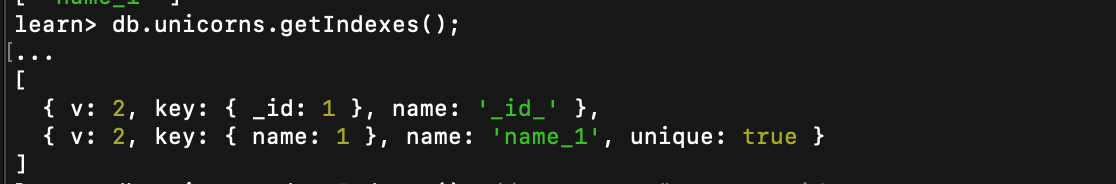 learn> db.unicorns.getIndexes();
...
[
  { v: 2, key: { _id: 1 }, name: '_id_' },
  { v: 2, key: { name: 1 }, name: 'name_1', unique: true }
]